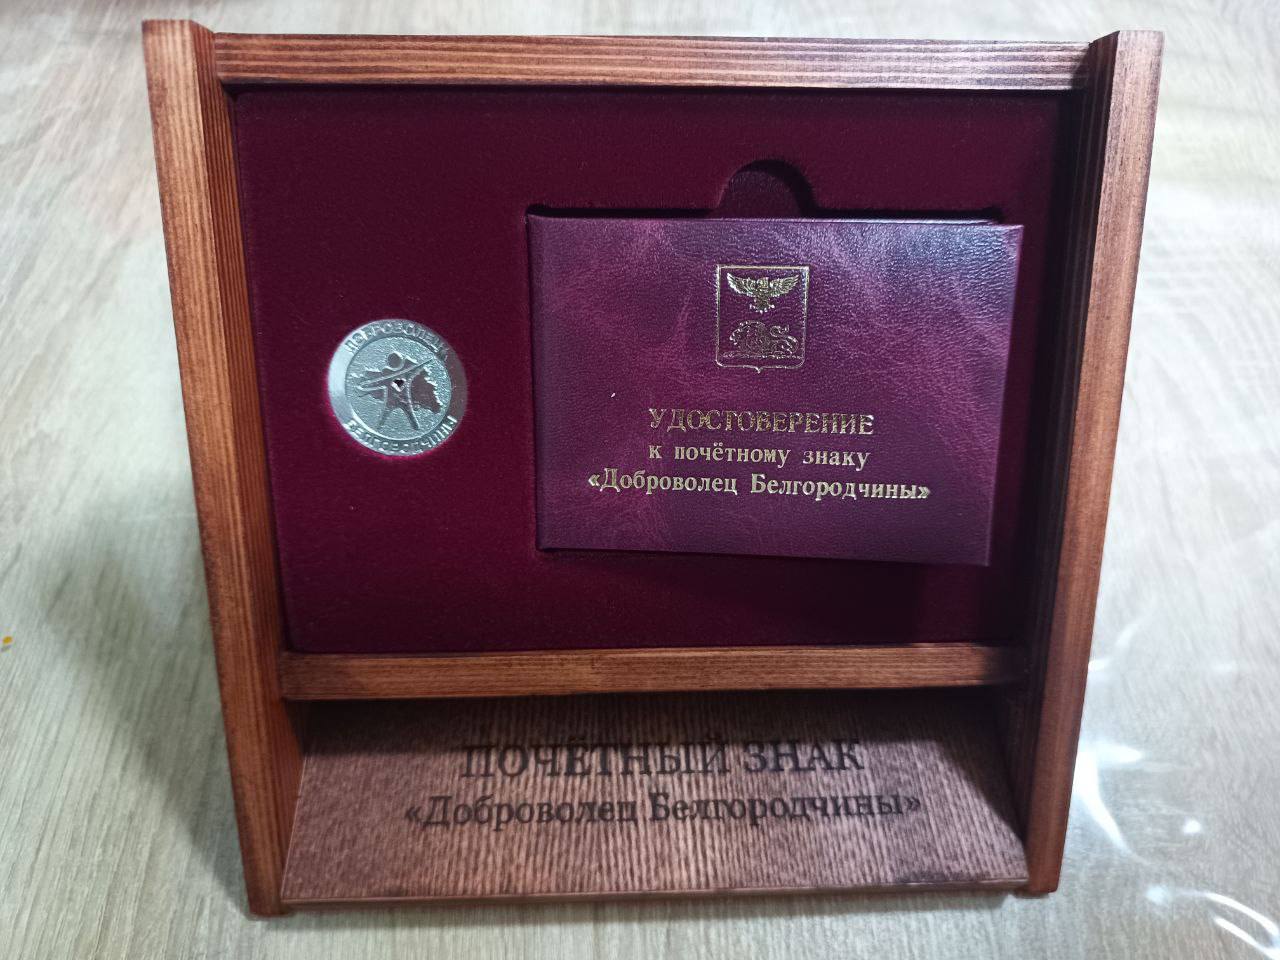 ДОБРОВОЛЕЦ
БЕЛГОРОДЧИНЫ
УДОСТОВЕРЕНИЕ
к почётному знаку
«Доброволец Белгородчины»
ПОЧЁТНЫЙ ЗНАК
«Доброволец Белгородчины»